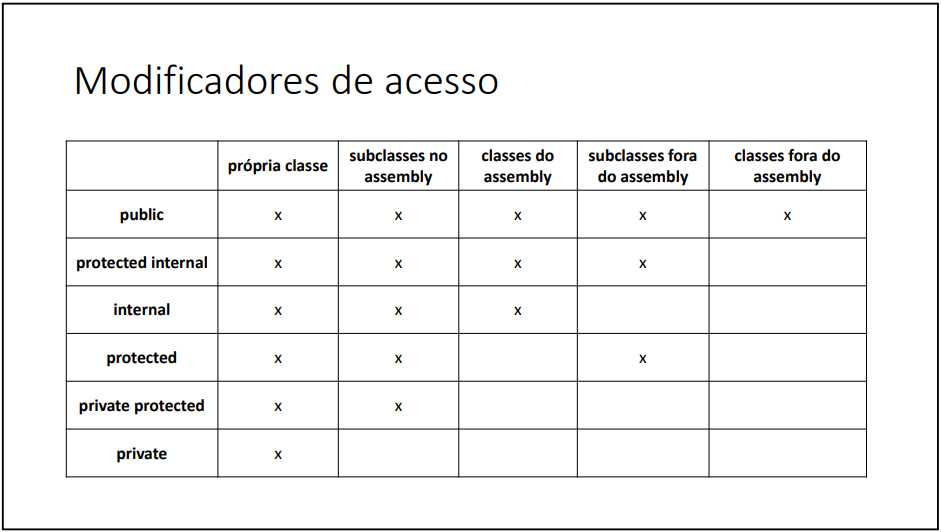 Modificadores de acesso
própria classe subclasses no assembly classes do assembly subclasses fora do assembly classes fora do assembly
public x x x x x
protected internal x x x x
internal x x x
protected x x x
private protected x x
private x